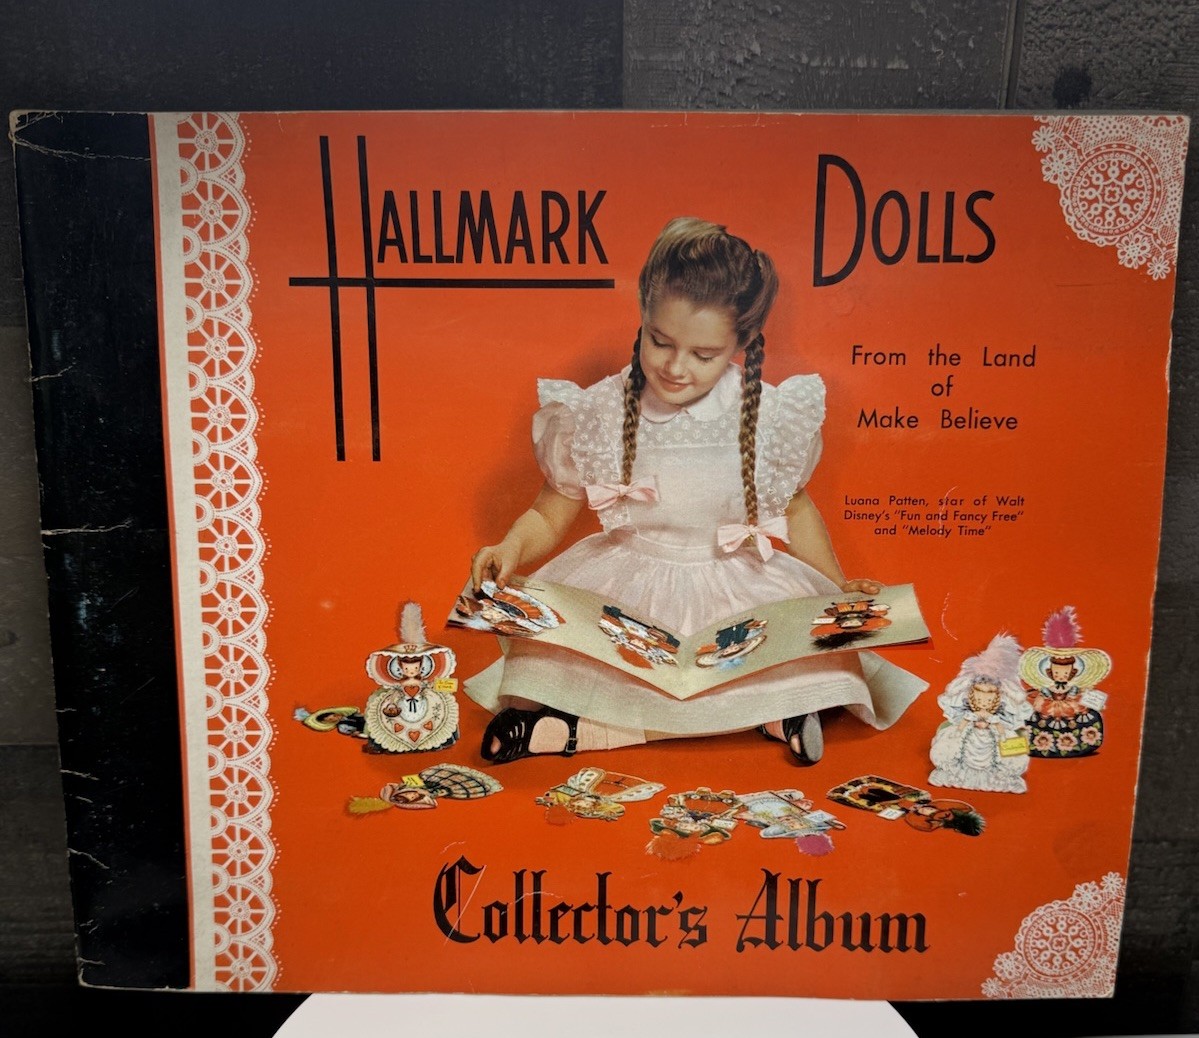 HALLMARK DOLLS
From the Land
of
Make Believe
Luana Patten, star of Walt
Disney's "Fun and Fancy Free"
and "Melody Time"
Collector's Album